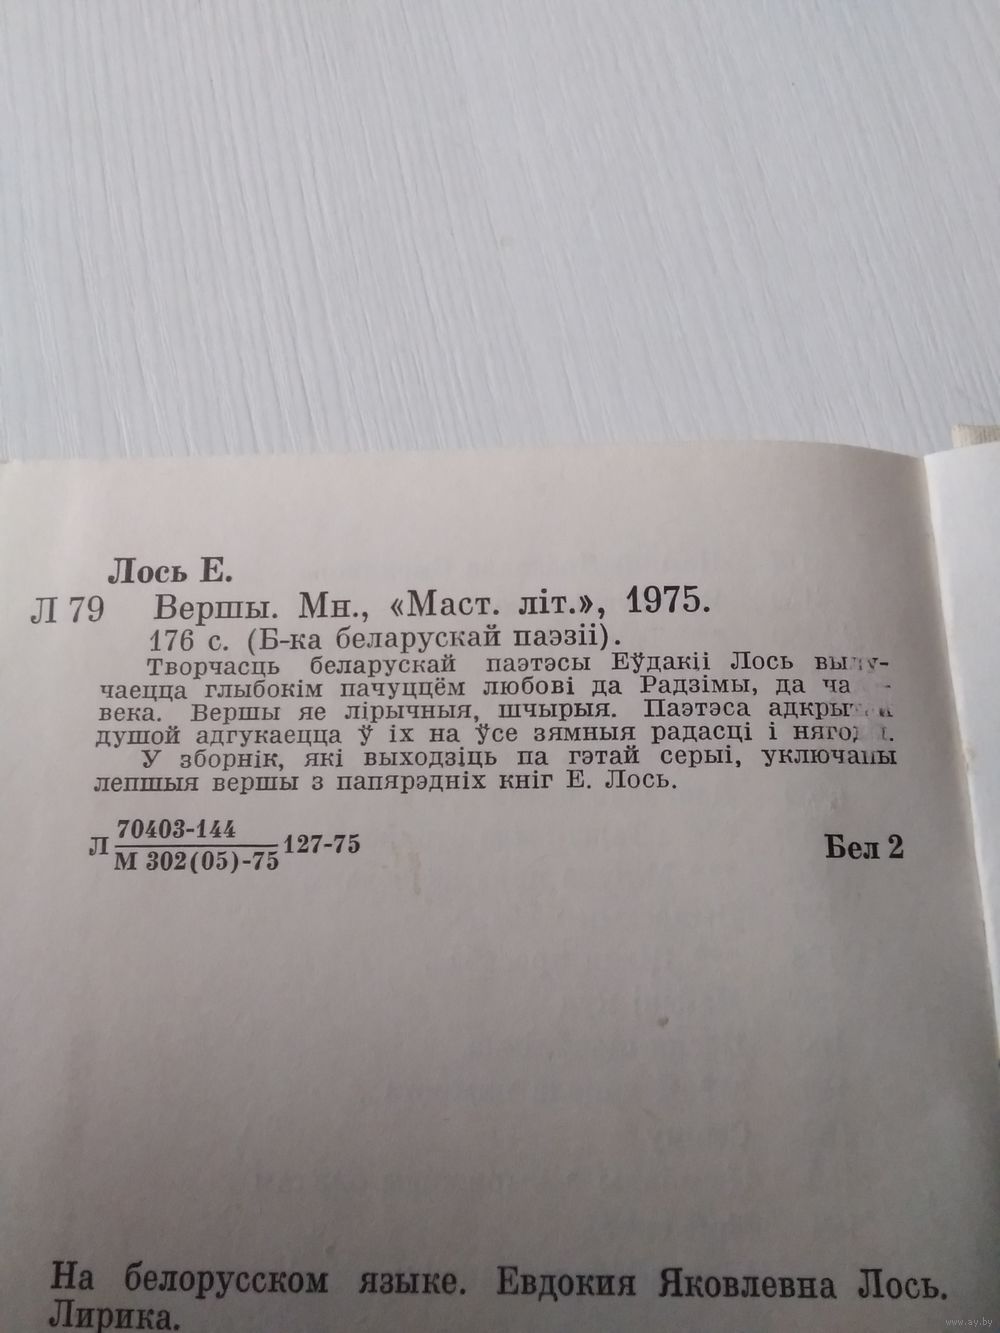 Лось Е.
Л 79 Вершы. Мн., «Маст. літ.», 1975.
176 с. (Б-ка беларускай паэзіі).
Творчасць беларускай паэтэсы Еўдакіі Лось вылу-
чаецца глыбокім пачуццём любові да Радзімы, да
века. Вершы яе лірычныя, шчырыя. Паэтэса
душой адгукаецца ў іх на ўсе зямныя радасці і
У зборнік, які выходзіць па гэтай серыі, уключаны
лепшыя вершы з папярэдніх кніг Е. Лось.
70403-144
Л 127-75 Бел 2
М 302(05)-75
На белорусском языке. Евдокия Яковлевна Лось.
Лирика.
www.ay.by